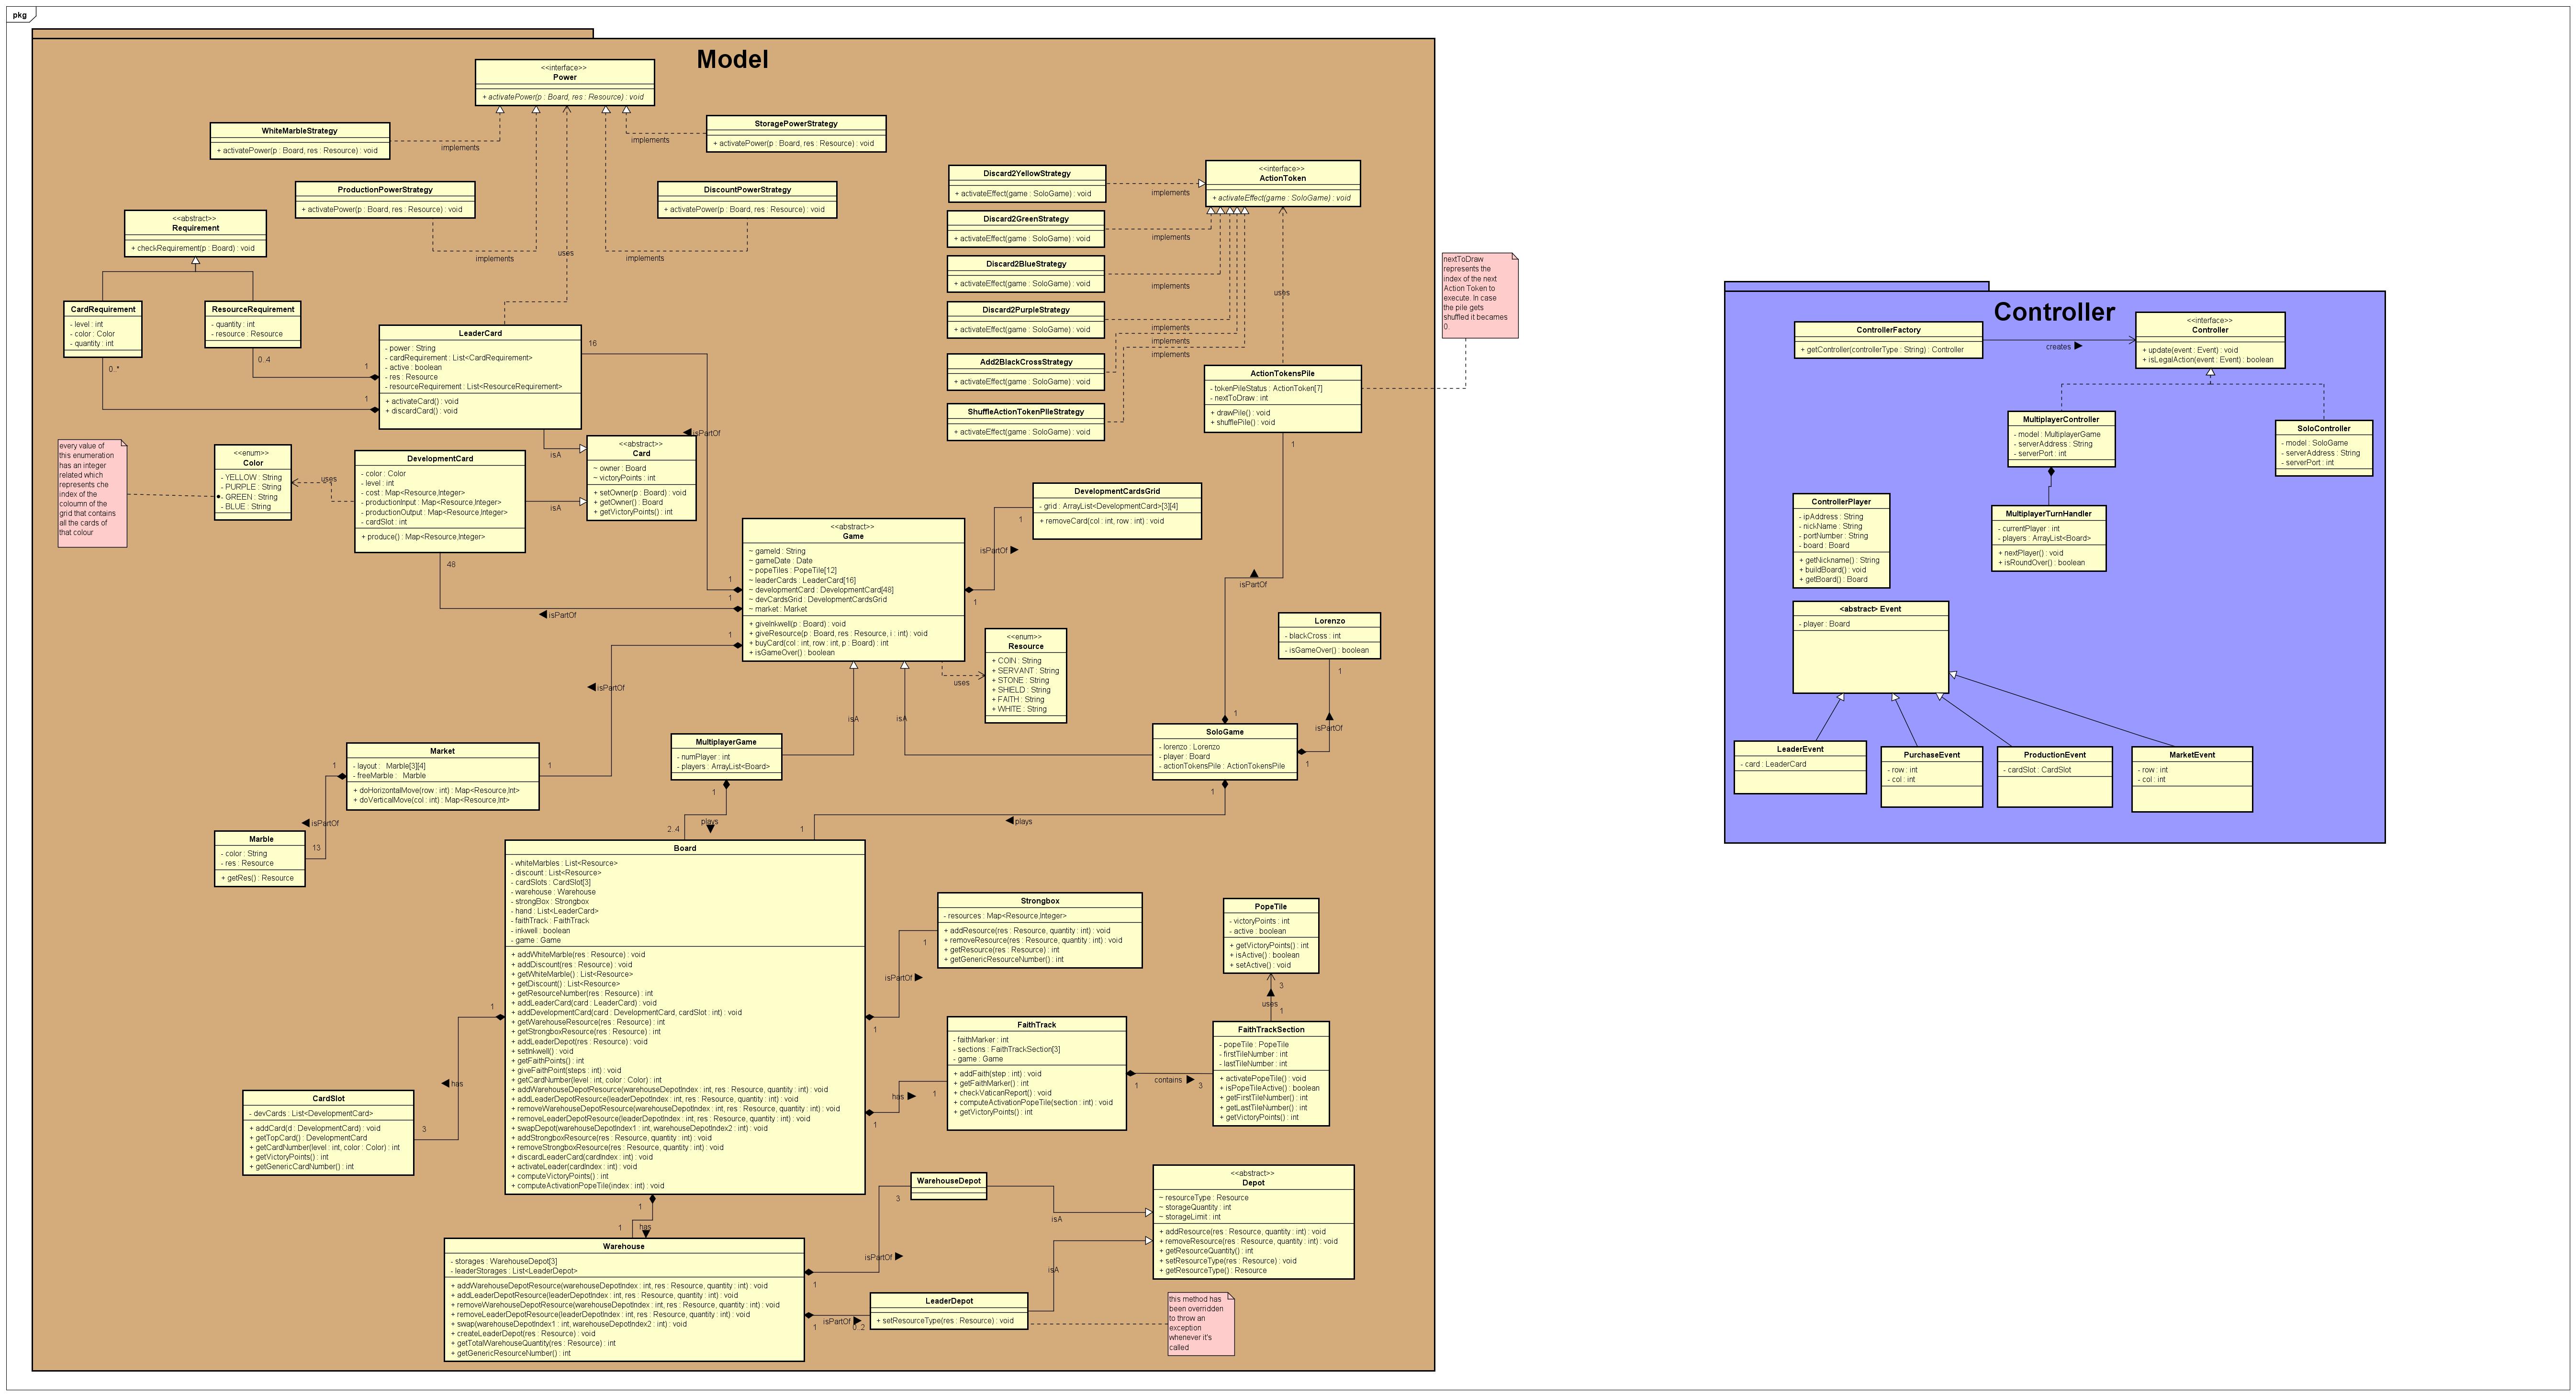 pkg
Model
<<interface>>
Power
+ activatePower(p : Board, res : Resource) : void
WhiteMarbleStrategy
+ activatePower(p : Board, res : Resource) : void
implements
StoragePowerStrategy
+ activatePower(p : Board, res : Resource) : void
implements
ProductionPowerStrategy
+ activatePower(p : Board, res : Resource) : void
implements
DiscountPowerStrategy
+ activatePower(p : Board, res : Resource) : void
implements
uses
<<abstract>>
Requirement
+ checkRequirement(p : Board) : void
CardRequirement
- level : int
- color : Color
- quantity : int
0..*
ResourceRequirement
- quantity : int
- resource : Resource
0..4
1
1
LeaderCard
- power : String
- cardRequirement : List<CardRequirement>
- active : boolean
- res : Resource
- resourceRequirement : List<ResourceRequirement>
+ activateCard() : void
+ discardCard() : void
16
isPartOf
isA
<<abstract>>
Card
~ owner : Board
~ victoryPoints : int
+ setOwner(p : Board) : void
+ getOwner() : Board
+ getVictoryPoints() : int
every value of
this enumeration
has an integer
related which
represents che
index of the
coloumn of the
grid that contains
all the cards of
that colour
<<enum>>
Color
- YELLOW : String
- PURPLE : String
- GREEN : String
- BLUE : String
uses
DevelopmentCard
- color : Color
- level : int
- cost : Map<Resource,Integer>
- productionInput : Map<Resource,Integer>
- productionOutput : Map<Resource,Integer>
- cardSlot : int
+ produce() : Map<Resource,Integer>
isA
48
isPartOf
Discard2YellowStrategy
+ activateEffect(game : SoloGame) : void
implements
Discard2GreenStrategy
+ activateEffect(game : SoloGame) : void
implements
Discard2BlueStrategy
+ activateEffect(game : SoloGame) : void
implements
Discard2PurpleStrategy
+ activateEffect(game : SoloGame) : void
implements
Add2BlackCrossStrategy
+ activateEffect(game : SoloGame) : void
implements
ShuffleActionTokenPileStrategy
+ activateEffect(game : SoloGame) : void
implements
<<interface>>
ActionToken
+ activateEffect(game : SoloGame) : void
uses
ActionTokensPile
- tokenPileStatus : ActionToken[7]
- nextToDraw : int
+ drawPile() : void
+ shufflePile() : void
1
isPartOf
nextToDraw
represents the
index of the next
Action Token to
execute. In case
the pile gets
shuffled it becames
0.
DevelopmentCardsGrid
- grid : ArrayList<DevelopmentCard>[3][4]
+ removeCard(col : int, row : int) : void
1
isPartOf
1
<<abstract>>
Game
~ gameId : String
~ gameDate : Date
~ popeTiles : PopeTile[12]
~ leaderCards : LeaderCard[16]
~ developmentCard : DevelopmentCard[48]
~ devCardsGrid : DevelopmentCardsGrid
~ market : Market
+ giveInkwell(p : Board) : void
+ giveResource(p : Board, res : Resource, i : int) : void
+ buyCard(col : int, row : int, p : Board) : int
+ isGameOver() : boolean
1
1
1
isPartOf
uses
<<enum>>
Resource
+ COIN : String
+ SERVANT : String
+ STONE : String
+ SHIELD : String
+ FAITH : String
+ WHITE : String
isA
isA
Lorenzo
- blackCross : int
- isGameOver() : boolean
1
isPartOf
1
SoloGame
- lorenzo : Lorenzo
- player : Board
- actionTokensPile : ActionTokensPile
1
1
plays
1
MultiplayerGame
- numPlayer : int
- players : ArrayList<Board>
1
plays
2..4
Market
- layout :   Marble[3][4]
- freeMarble :   Marble
+ doHorizontalMove(row : int) : Map<Resource,Int>
+ doVerticalMove(col : int) : Map<Resource,Int>
1
1
isPartOf
13
Marble
- color : String
- res : Resource
+ getRes() : Resource
Board
- whiteMarbles : List<Resource>
- discount : List<Resource>
- cardSlots : CardSlot[3]
- warehouse : Warehouse
- strongBox : Strongbox
- hand : List<LeaderCard>
- faithTrack : FaithTrack
- inkwell : boolean
- game : Game
+ addWhiteMarble(res : Resource) : void
+ addDiscount(res : Resource) : void
+ getWhiteMarble() : List<Resource>
+ getDiscount() : List<Resource>
+ getResourceNumber(res : Resource) : int
+ addLeaderCard(card : LeaderCard) : void
+ addDevelopmentCard(card : DevelopmentCard, cardSlot : int) : void
+ getWarehouseResource(res : Resource) : int
+ getStrongboxResource(res : Resource) : int
+ addLeaderDepot(res : Resource) : void
+ setInkwell() : void
+ getFaithPoints() : int
+ giveFaithPoint(steps : int) : void
+ getCardNumber(level : int, color : Color) : int
+ addWarehouseDepotResource(warehouseDepotIndex : int, res : Resource, quantity : int) : void
+ addLeaderDepotResource(leaderDepotIndex : int, res : Resource, quantity : int) : void
+ removeWarehouseDepotResource(warehouseDepotIndex : int, res : Resource, quantity : int) : void
+ removeLeaderDepotResource(leaderDepotIndex : int, res : Resource, quantity : int) : void
+ swapDepot(warehouseDepotIndex1 : int, warehouseDepotIndex2 : int) : void
+ addStrongboxResource(res : Resource, quantity : int) : void
+ removeStrongboxResource(res : Resource, quantity : int) : void
+ discardLeaderCard(cardIndex : int) : void
+ activateLeader(cardIndex : int) : void
+ computeVictoryPoints() : int
+ computeActivationPopeTile(index : int) : void
1
has
3
CardSlot
- devCards : List<DevelopmentCard>
+ addCard(d : DevelopmentCard) : void
+ getTopCard() : DevelopmentCard
+ getCardNumber(level : int, color : Color) : int
+ getVictoryPoints() : int
+ getGenericCardNumber() : int
Strongbox
- resources : Map<Resource,Integer>
+ addResource(res : Resource, quantity : int) : void
+ removeResource(res : Resource, quantity : int) : void
+ getResource(res : Resource) : int
+ getGenericResourceNumber() : int
1
isPartOf
1
FaithTrack
- faithMarker : int
- sections : FaithTrackSection[3]
- game : Game
+ addFaith(step : int) : void
+ getFaithMarker() : int
+ checkVaticanReport() : void
+ computeActivationPopeTile(section : int) : void
+ getVictoryPoints() : int
1
has
1
1
contains
3
PopeTile
- victoryPoints : int
- active : boolean
+ getVictoryPoints() : int
+ isActive() : boolean
+ setActive() : void
3
uses
1
FaithTrackSection
- popeTile : PopeTile
- firstTileNumber : int
- lastTileNumber : int
+ activatePopeTile() : void
+ isPopeTileActive() : boolean
+ getFirstTileNumber() : int
+ getLastTileNumber() : int
+ getVictoryPoints() : int
1
has
1
Warehouse
- storages : WarehouseDepot[3]
- leaderStorages : List<LeaderDepot>
+ addWarehouseDepotResource(warehouseDepotIndex : int, res : Resource, quantity : int) : void
+ addLeaderDepotResource(leaderDepotIndex : int, res : Resource, quantity : int) : void
+ removeWarehouseDepotResource(warehouseDepotIndex : int, res : Resource, quantity : int) : void
+ removeLeaderDepotResource(leaderDepotIndex : int, res : Resource, quantity : int) : void
+ swap(warehouseDepotIndex1 : int, warehouseDepotIndex2 : int) : void
+ createLeaderDepot(res : Resource) : void
+ getTotalWarehouseQuantity(res : Resource) : int
+ getGenericResourceNumber() : int
WarehouseDepot
3
isPartOf
1
isA
<<abstract>>
Depot
~ resourceType : Resource
~ storageQuantity : int
~ storageLimit : int
+ addResource(res : Resource, quantity : int) : void
+ removeResource(res : Resource, quantity : int) : void
+ getResourceQuantity() : int
+ setResourceType(res : Resource) : void
+ getResourceType() : Resource
isA
LeaderDepot
+ setResourceType(res : Resource) : void
1
isPartOf
0..2
this method has
been overridden
to throw an
exception
whenever it's
called
Controller
ControllerFactory
+ getController(controllerType : String) : Controller
creates
<<interface>>
Controller
+ update(event : Event) : void
+ isLegalAction(event : Event) : boolean
MultiplayerController
- model : MultiplayerGame
- serverAddress : String
- serverPort : int
SoloController
- model : SoloGame
- serverAddress : String
- serverPort : int
ControllerPlayer
- ipAddress : String
- nickName : String
- portNumber : String
- board : Board
+ getNickname() : String
+ buildBoard() : void
+ getBoard() : Board
MultiplayerTurnHandler
- currentPlayer : int
- players : ArrayList<Board>
+ nextPlayer() : void
+ isRoundOver() : boolean
<abstract> Event
- player : Board
LeaderEvent
- card : LeaderCard
PurchaseEvent
- row : int
- col : int
ProductionEvent
- cardSlot : CardSlot
MarketEvent
- row : int
- col : int